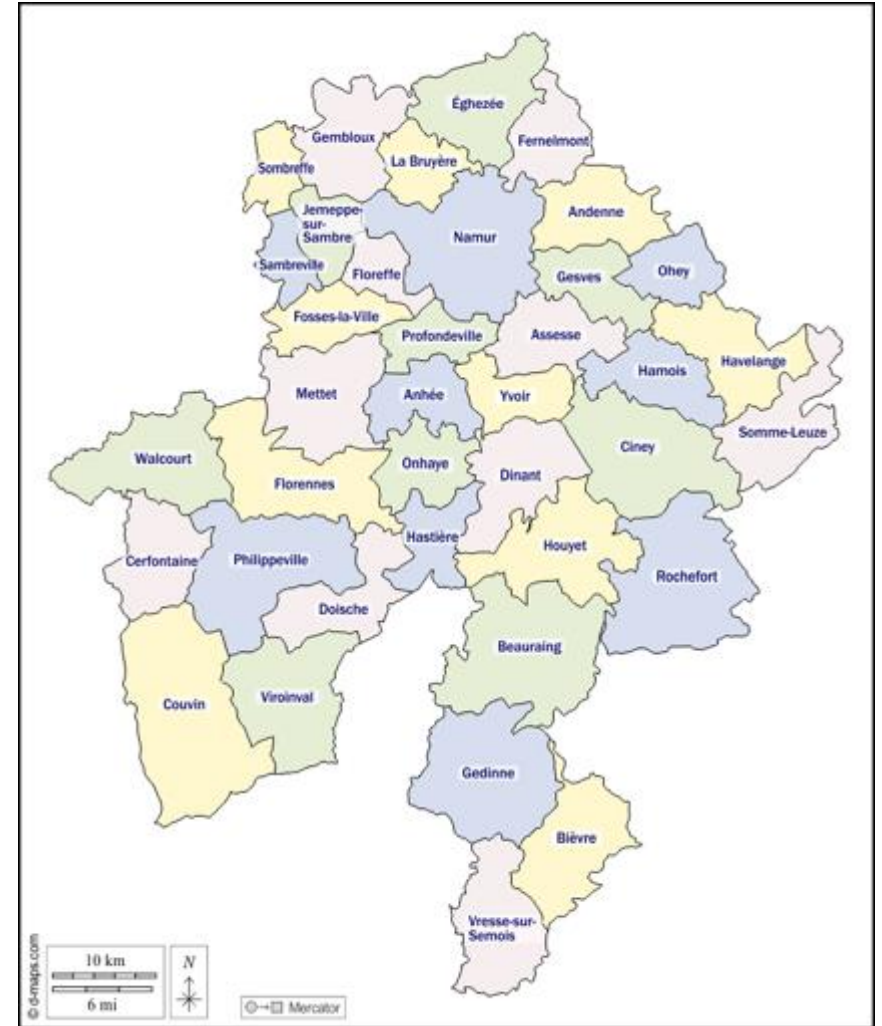 Éghezée
Gembloux
Fernelmont
La Bruyère
Sombreffe
Jemeppe-
sur-
Sambre
Andenne
Namur
Sambreville
Floreffe
Gesves
Ohey
Fosses-la-Ville
Profondeville
Assesse
Havelange
Hamois
Mettet
Anhée
Yvoir
Somme-Leuze
Walcourt
Ciney
Onhaye
Dinant
Florennes
Hastière
Houyet
Cerfontaine
Philippeville
Rochefort
Doische
Beauraing
Viroinval
Couvin
Gedinne
Bièvre
Vresse-sur-
Semois
© d-maps.com
10 km
6 mi
N
Mercator